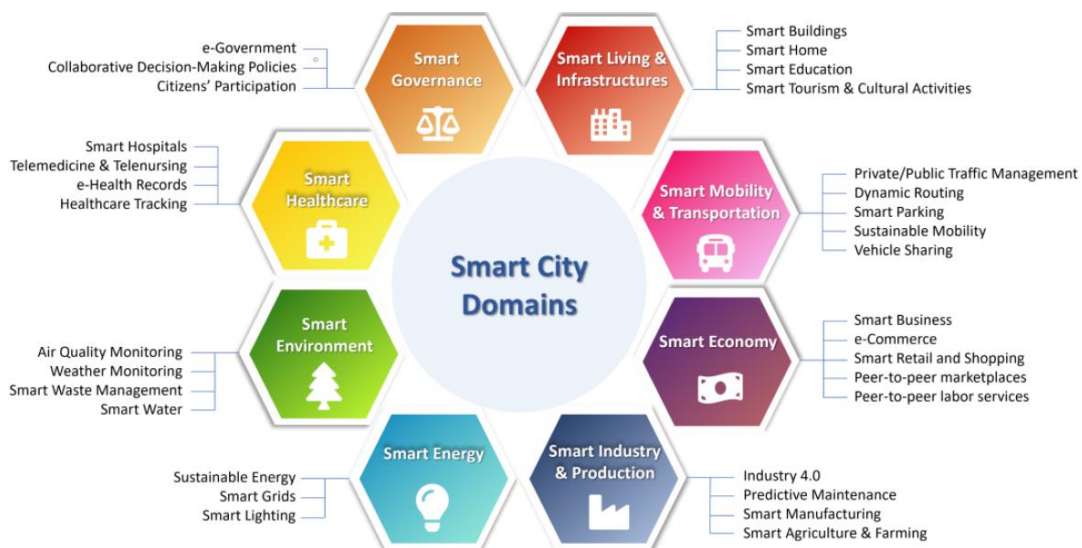 Smart City
Domains
Smart
Governance
e-Government
Collaborative Decision-Making Policies
Citizens’ Participation
Smart Living &
Infrastructures
Smart Buildings
Smart Home
Smart Education
Smart Tourism & Cultural Activities
Smart Mobility
& Transportation
Private/Public Traffic Management
Dynamic Routing
Smart Parking
Sustainable Mobility
Vehicle Sharing
Smart Economy
Smart Business
e-Commerce
Smart Retail and Shopping
Peer-to-peer marketplaces
Peer-to-peer labor services
Smart Industry
& Production
Industry 4.0
Predictive Maintenance
Smart Manufacturing
Smart Agriculture & Farming
Smart Energy
Sustainable Energy
Smart Grids
Smart Lighting
Smart
Environment
Air Quality Monitoring
Weather Monitoring
Smart Waste Management
Smart Water
Smart
Healthcare
Smart Hospitals
Telemedicine & Telenursing
e-Health Records
Healthcare Tracking